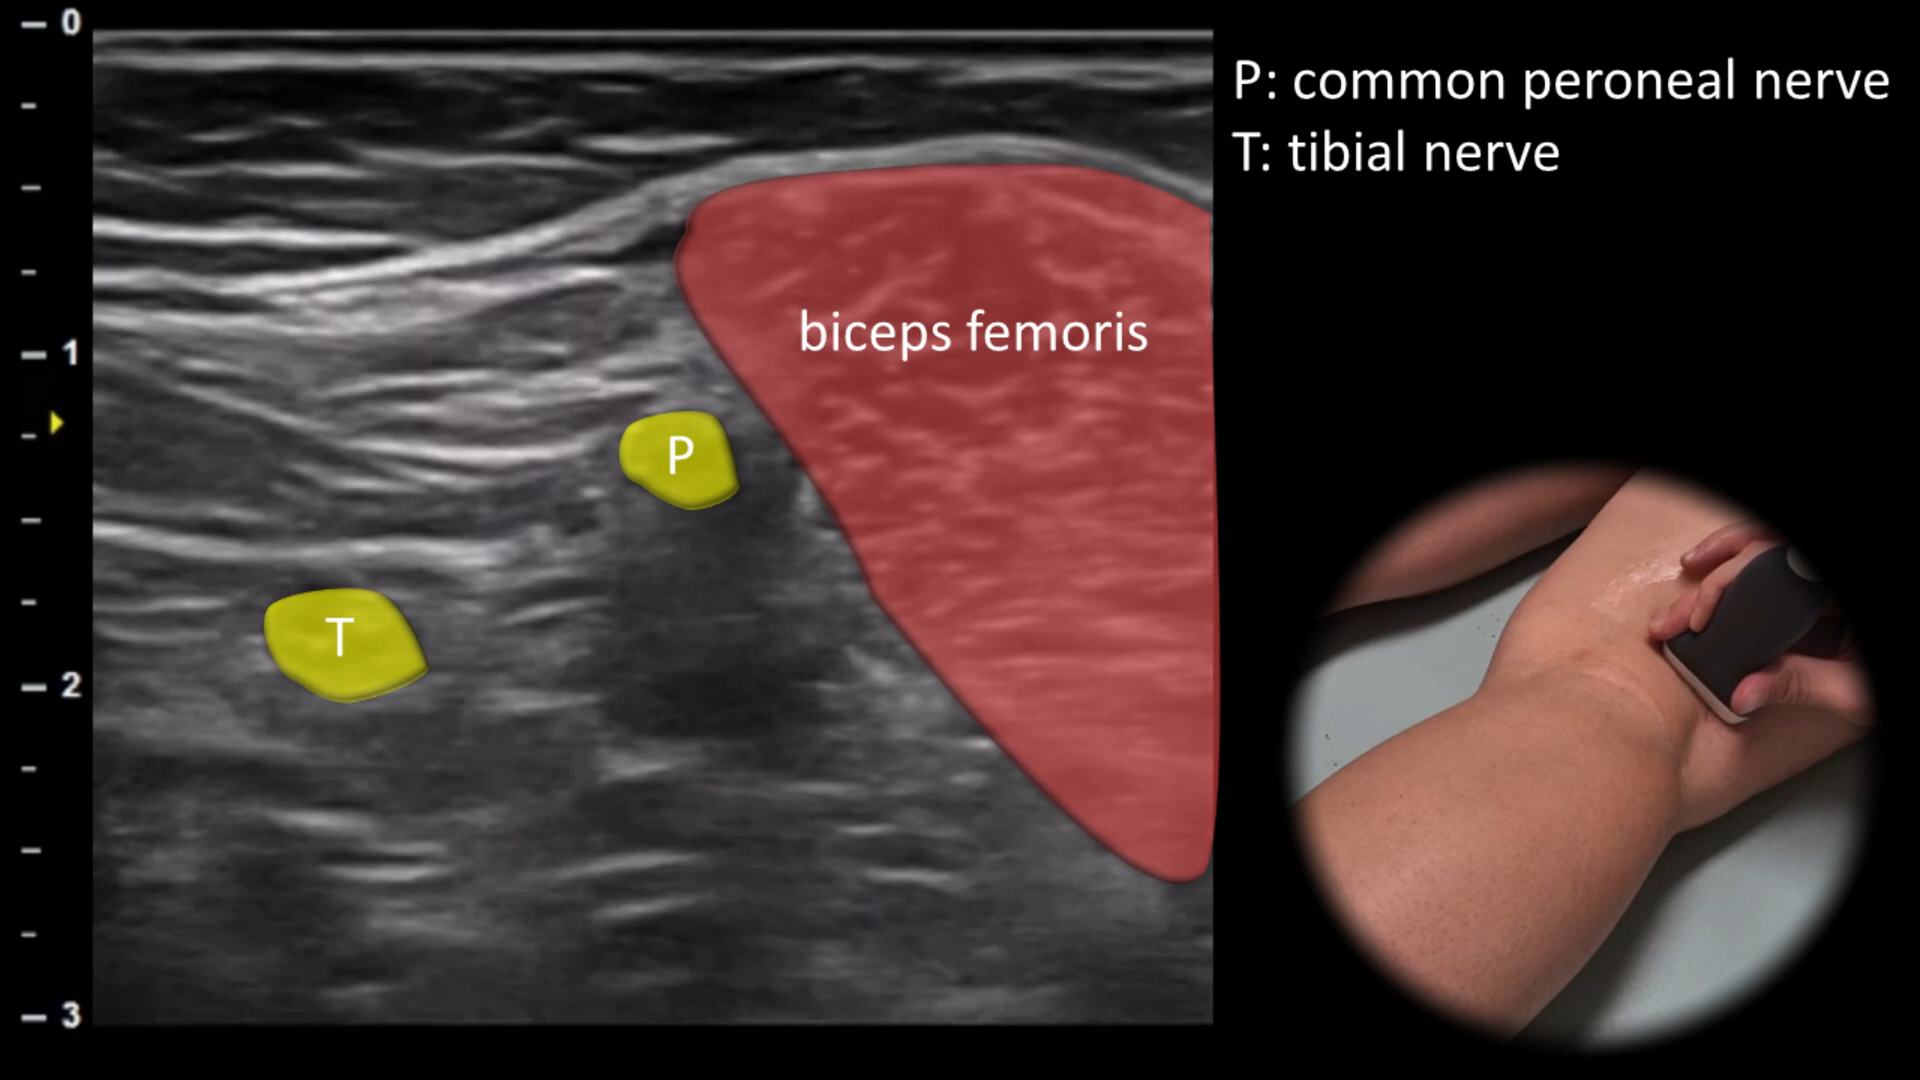 0
P: common peroneal nerve
T: tibial nerve
biceps femoris
1
P
T
2
3